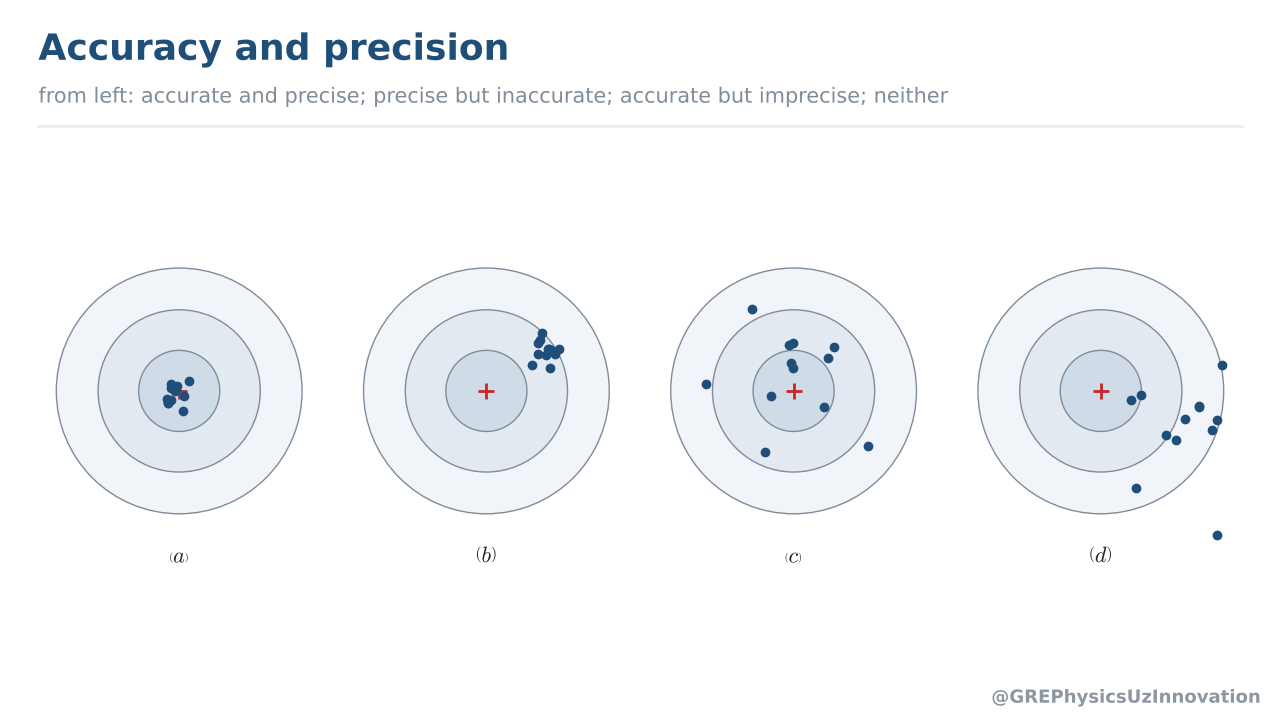 Accuracy and precision
from left: accurate and precise; precise but inaccurate; accurate but imprecise; neither
(a) (b) (c) (d)
@GREPhysicsUzInnovation